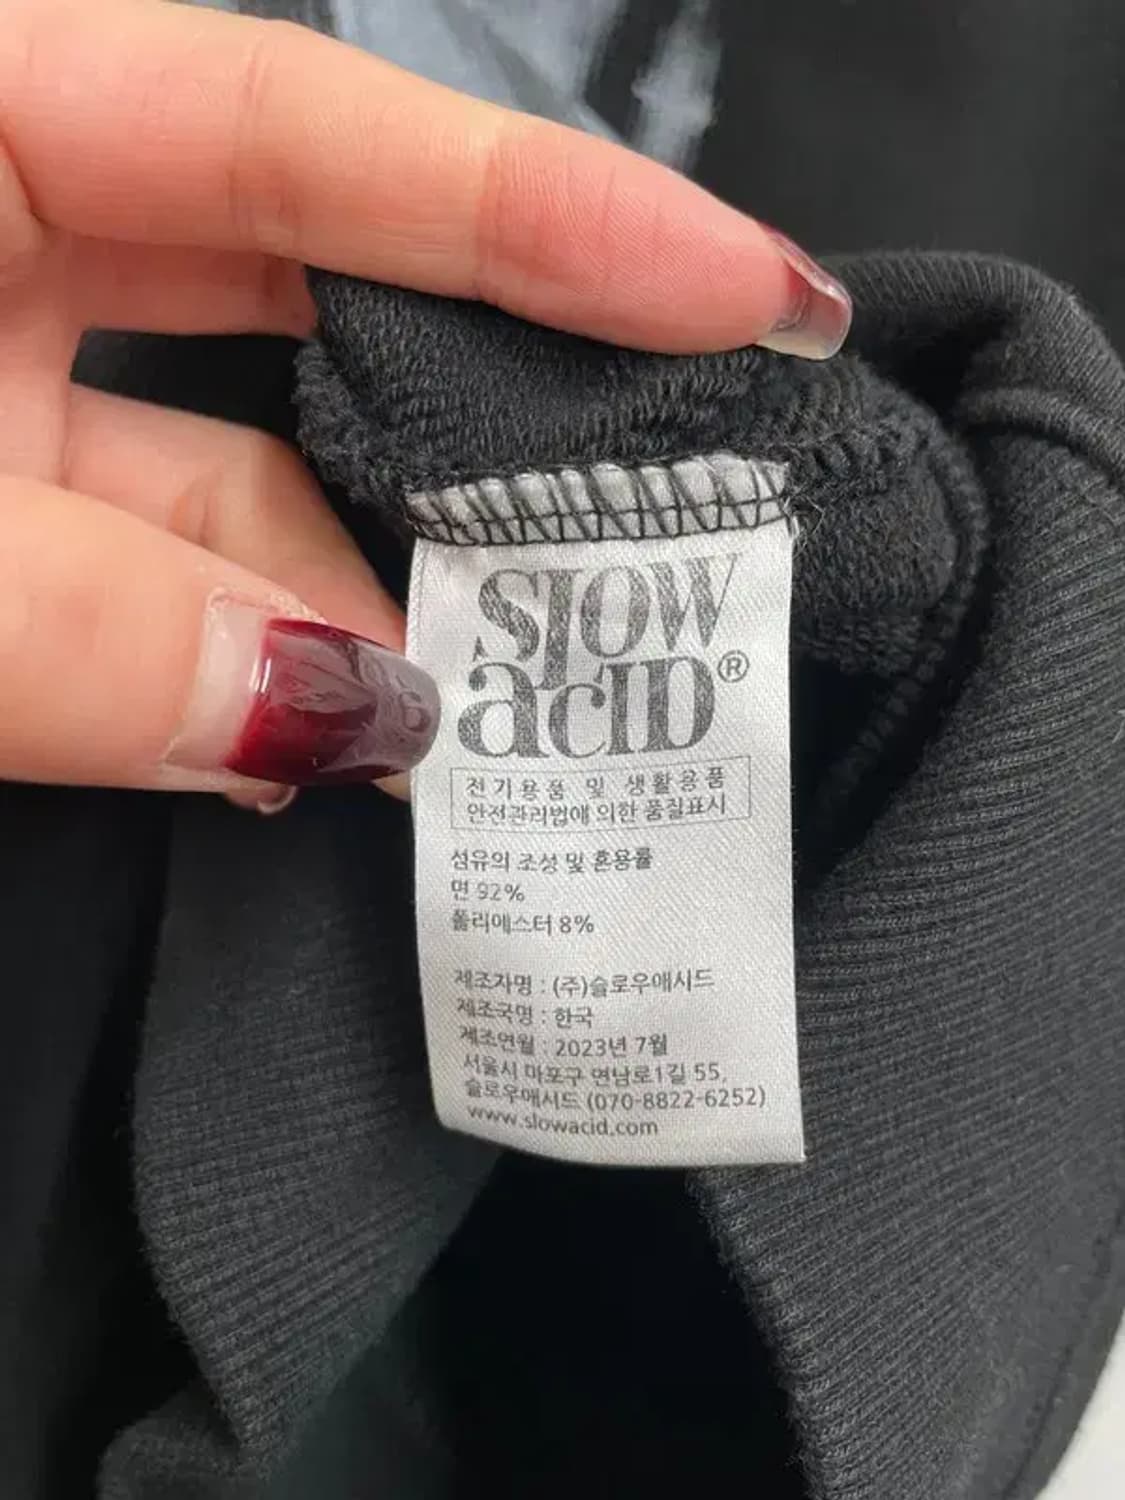 SLOW
acID®
전기용품 및 생활용품
안전관리법에 의한 품질표시
섬유의 조성 및 혼용률
면 92%
폴리에스터 8%
제조자명 : (주)슬로우애시드
제조국명 : 한국
제조연월 : 2023년 7월
서울시 마포구 연남로1길 55,
슬로우애시드 (070-8822-6252)
www.slowacid.com